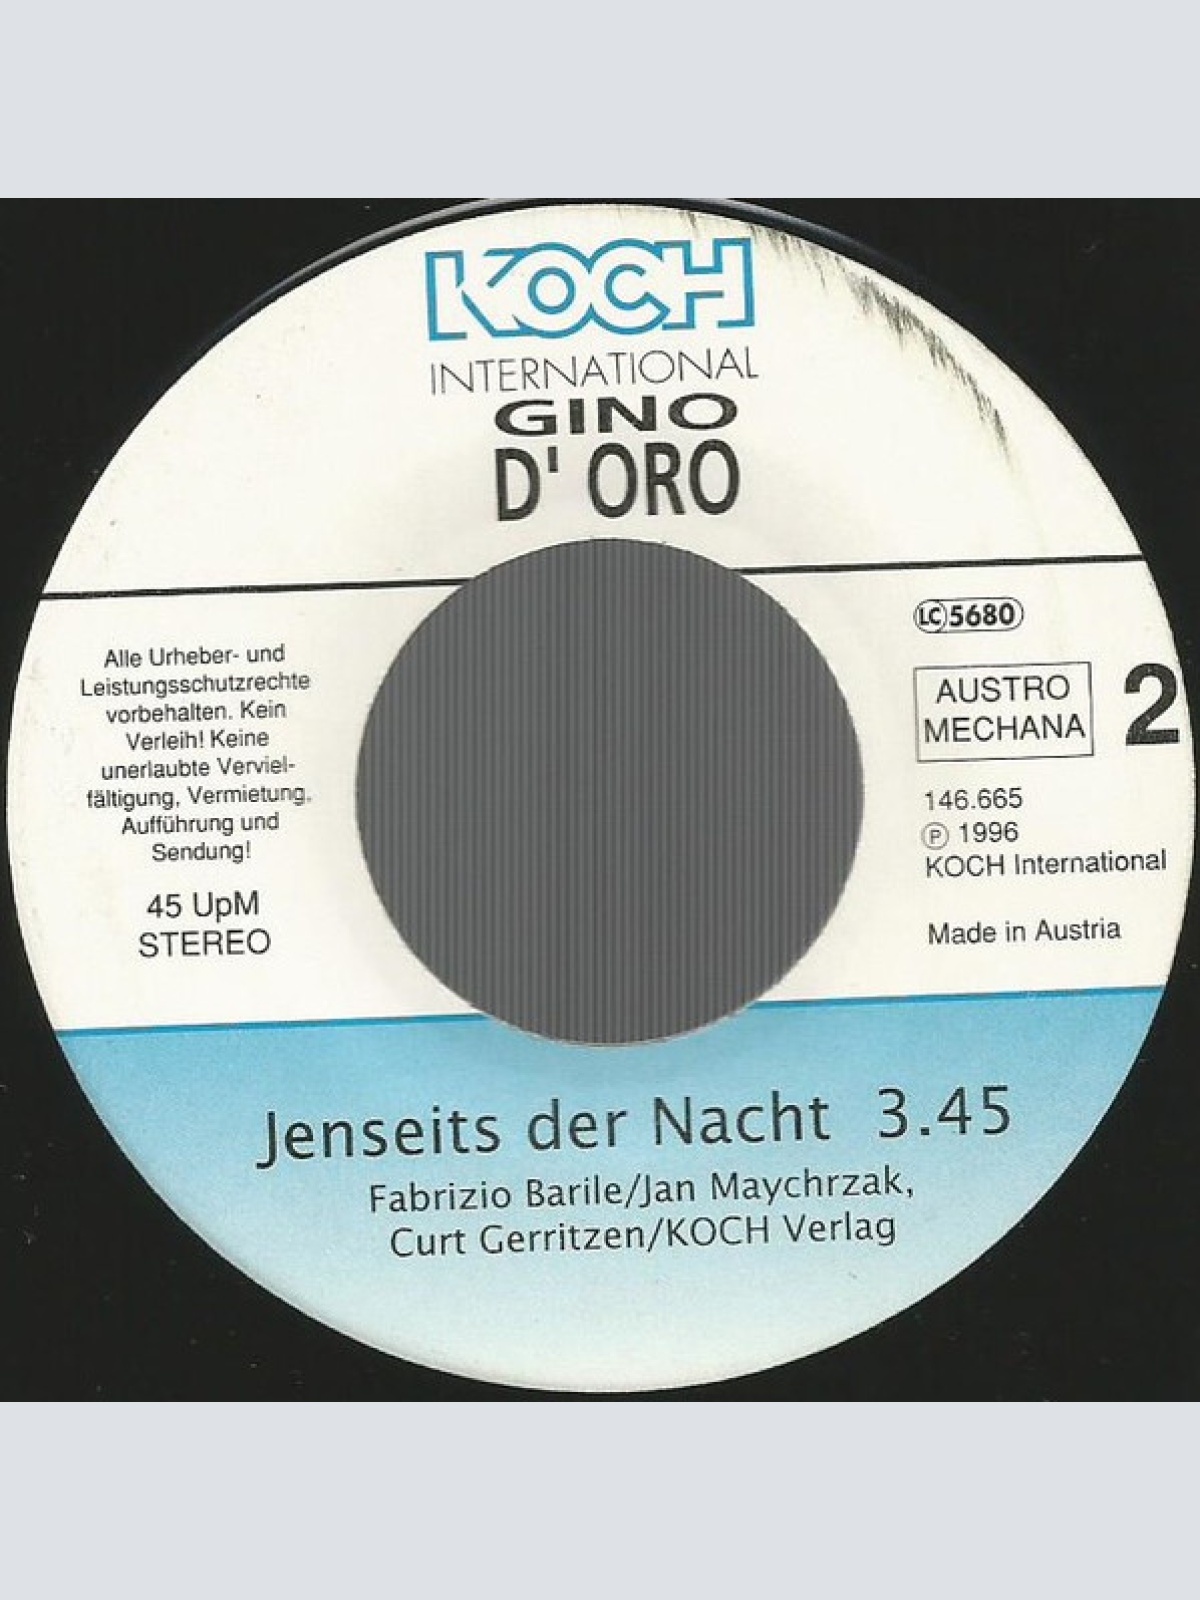 KOCH
INTERNATIONAL
GINO
D' ORO
Alle Urheber- und
Leistungsschutzrechte
vorbehalten. Kein
Verleih! Keine
unerlaubte Verviel-
fältigung, Vermietung,
Aufführung und
Sendung!
45 UpM
STEREO
LC 5680
AUSTRO
MECHANA
2
146.665
℗ 1996
KOCH International
Made in Austria
Jenseits der Nacht 3.45
Fabrizio Barile/Jan Maychrzak,
Curt Gerritzen/KOCH Verlag